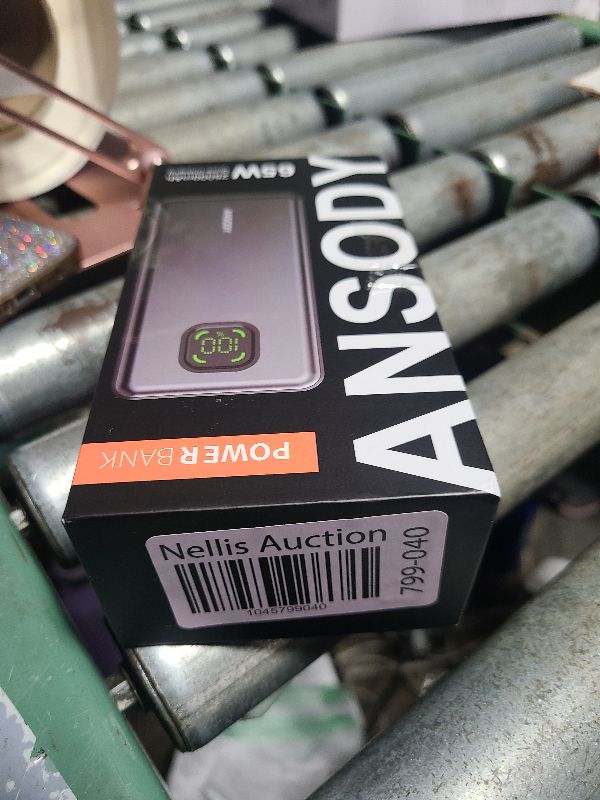 ANSODY
65W
100
%
POWER BANK
Nellis Auction
1045799040
799-040